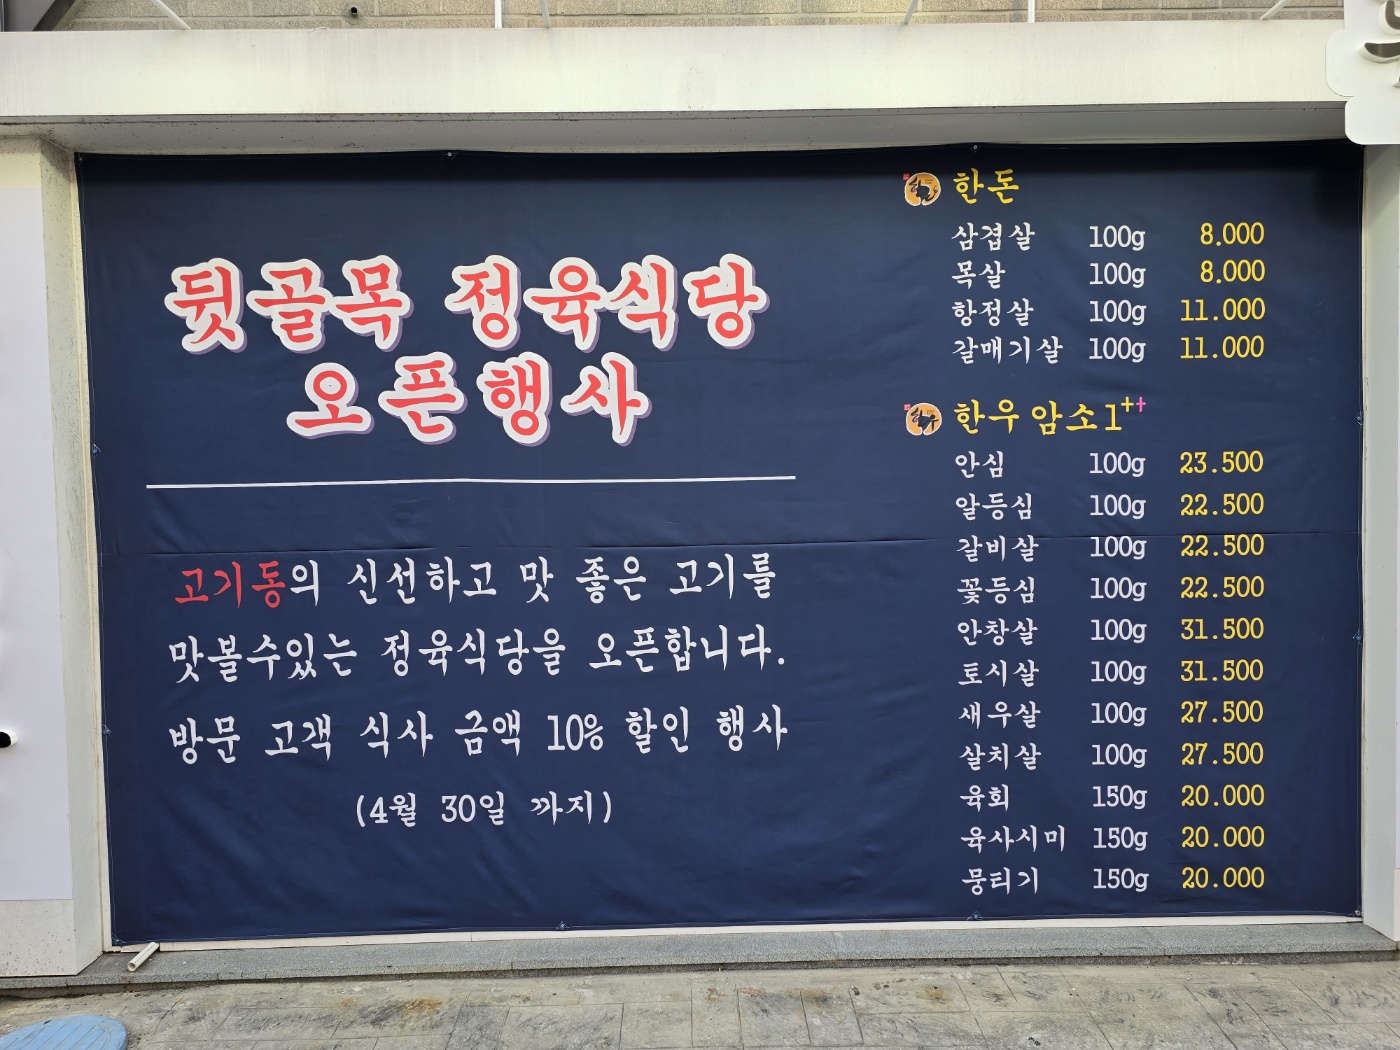 뒷골목 정육식당
오픈행사
고기동의 신선하고 맛 좋은 고기를
맛볼수있는 정육식당을 오픈합니다.
방문 고객 식사 금액 10% 할인 행사
(4월 30일 까지)
한돈
삼겹살 100g 8.000
목살 100g 8.000
항정살 100g 11.000
갈매기살 100g 11.000
한우 암소1++
안심 100g 23.500
알등심 100g 22.500
갈비살 100g 22.500
꽃등심 100g 22.500
안창살 100g 31.500
토시살 100g 31.500
새우살 100g 27.500
살치살 100g 27.500
육회 150g 20.000
육사시미 150g 20.000
뭉티기 150g 20.000